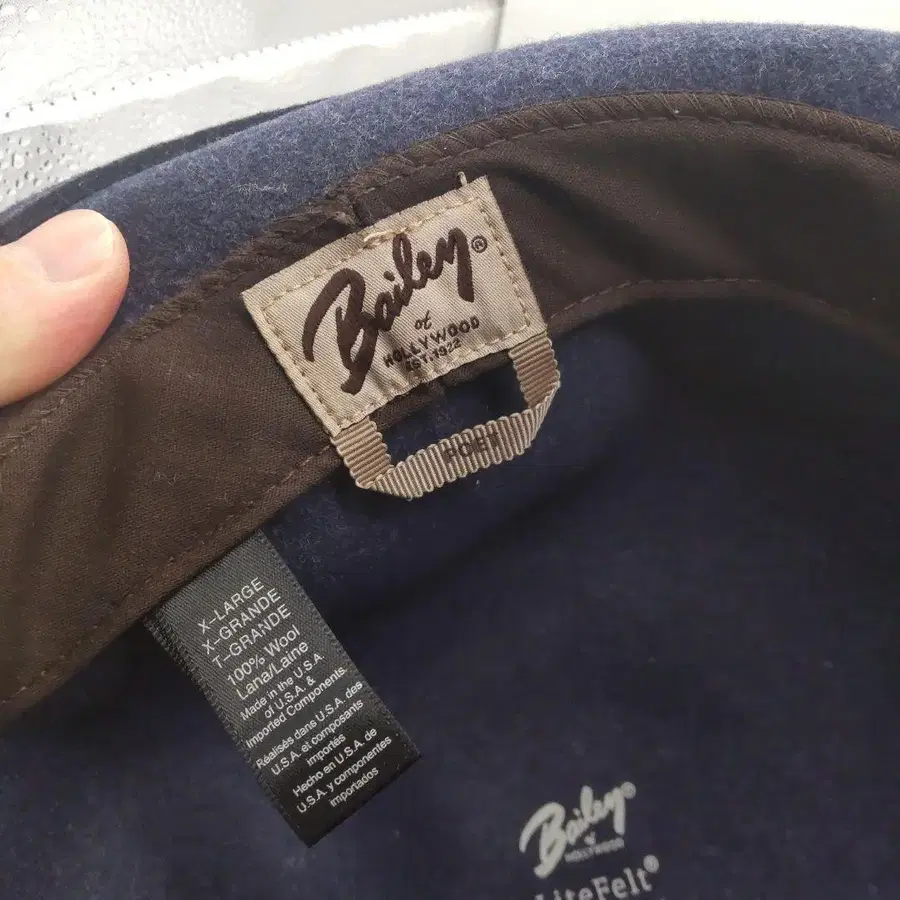 Bailey®
of
HOLLYWOOD
EST. 1922
POET
X-LARGE
X-GRANDE
T-GRANDE
100% Wool
Lana/Laine
Made in the U.S.A
of U.S.A. &
Imported Components.
Réalisés dans U.S.A. des
U.S.A. et composants
importés
Hecho en U.S.A. de
U.S.A. y componentes
importados
Bailey®
of
HOLLYWOOD
LiteFelt®